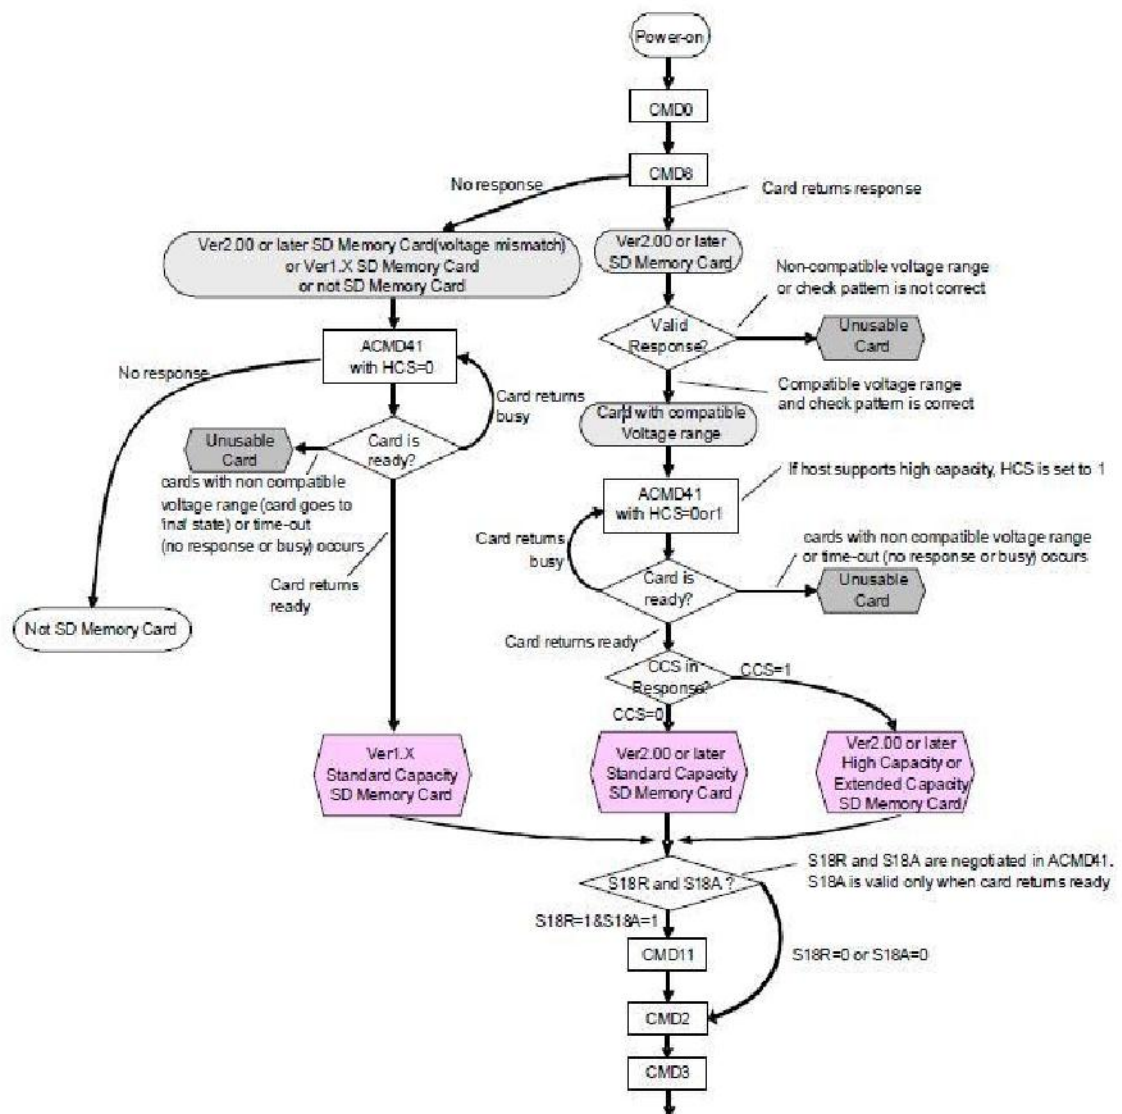 Power-on
CMD0
CMD8
No response
Card returns response
Ver2.00 or later SD Memory Card(voltage mismatch)
or Ver1.X SD Memory Card
or not SD Memory Card
Ver2.00 or later
SD Memory Card
Non-compatible voltage range
or check pattern is not correct
Valid
Response?
Unusable
Card
ACMD41
with HCS=0
No response
Card returns
busy
Compatible voltage range
and check pattern is correct
Card with compatible
Voltage range
Unusable
Card
Card is
ready?
cards with non compatible
voltage range (card goes to
'ina' state) or time-out
(no response or busy) occurs
If host supports high capacity, HCS is set to 1
ACMD41
with HCS=0or1
Card returns
busy
cards with non compatible voltage range
or time-out (no response or busy) occurs
Card is
ready?
Unusable
Card
Card returns
ready
Not SD Memory Card
Card returns ready
CCS in
Response?
CCS=1
CCS=0
Ver1.X
Standard Capacity
SD Memory Card
Ver2.00 or later
Standard Capacity
SD Memory Card
Ver2.00 or later
High Capacity or
Extended Capacity
SD Memory Card
S18R and S18A ?
S18R and S18A are negotiated in ACMD41.
S18A is valid only when card returns ready
S18R=1&S18A=1
CMD11
S18R=0 or S18A=0
CMD2
CMD3